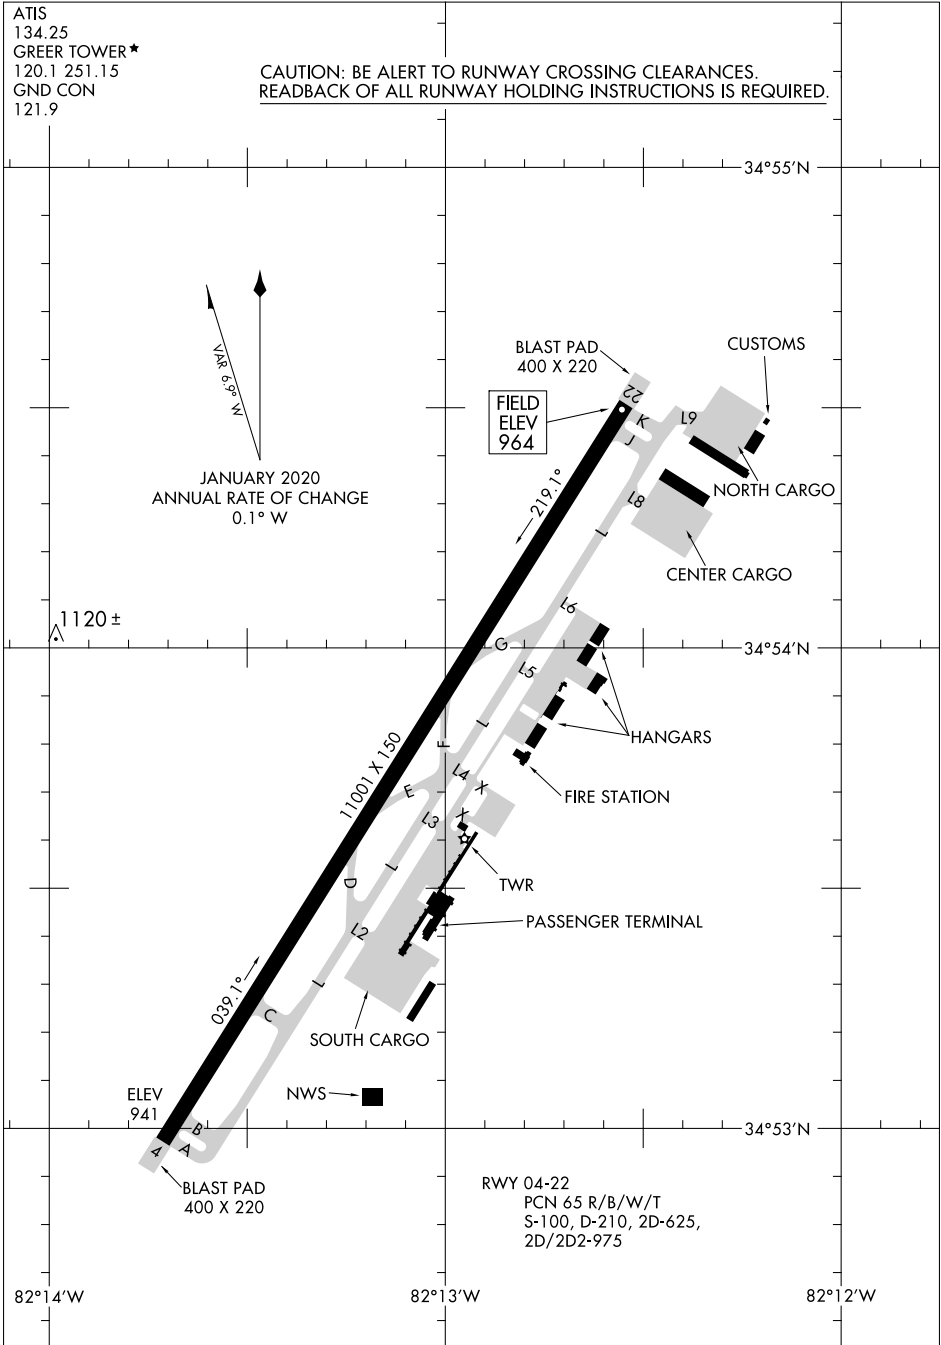 ATIS
134.25
GREER TOWER★
120.1 251.15
GND CON
121.9
CAUTION: BE ALERT TO RUNWAY CROSSING CLEARANCES.
READBACK OF ALL RUNWAY HOLDING INSTRUCTIONS IS REQUIRED.
34°55'N
VAR 6.9° W
JANUARY 2020
ANNUAL RATE OF CHANGE
0.1° W
BLAST PAD
400 X 220
CUSTOMS
FIELD
ELEV
964
22
K
J
L9
NORTH CARGO
219.1°
L8
L
CENTER CARGO
1120 ±
L6
34°54'N
G
L5
L
HANGARS
F
11001 X 150
L4
X
E
FIRE STATION
L3
X
L
D
TWR
PASSENGER TERMINAL
L2
039.1°
L
C
SOUTH CARGO
NWS
ELEV
941
34°53'N
B
A
4
BLAST PAD
400 X 220
RWY 04-22
PCN 65 R/B/W/T
S-100, D-210, 2D-625,
2D/2D2-975
82°14'W
82°13'W
82°12'W